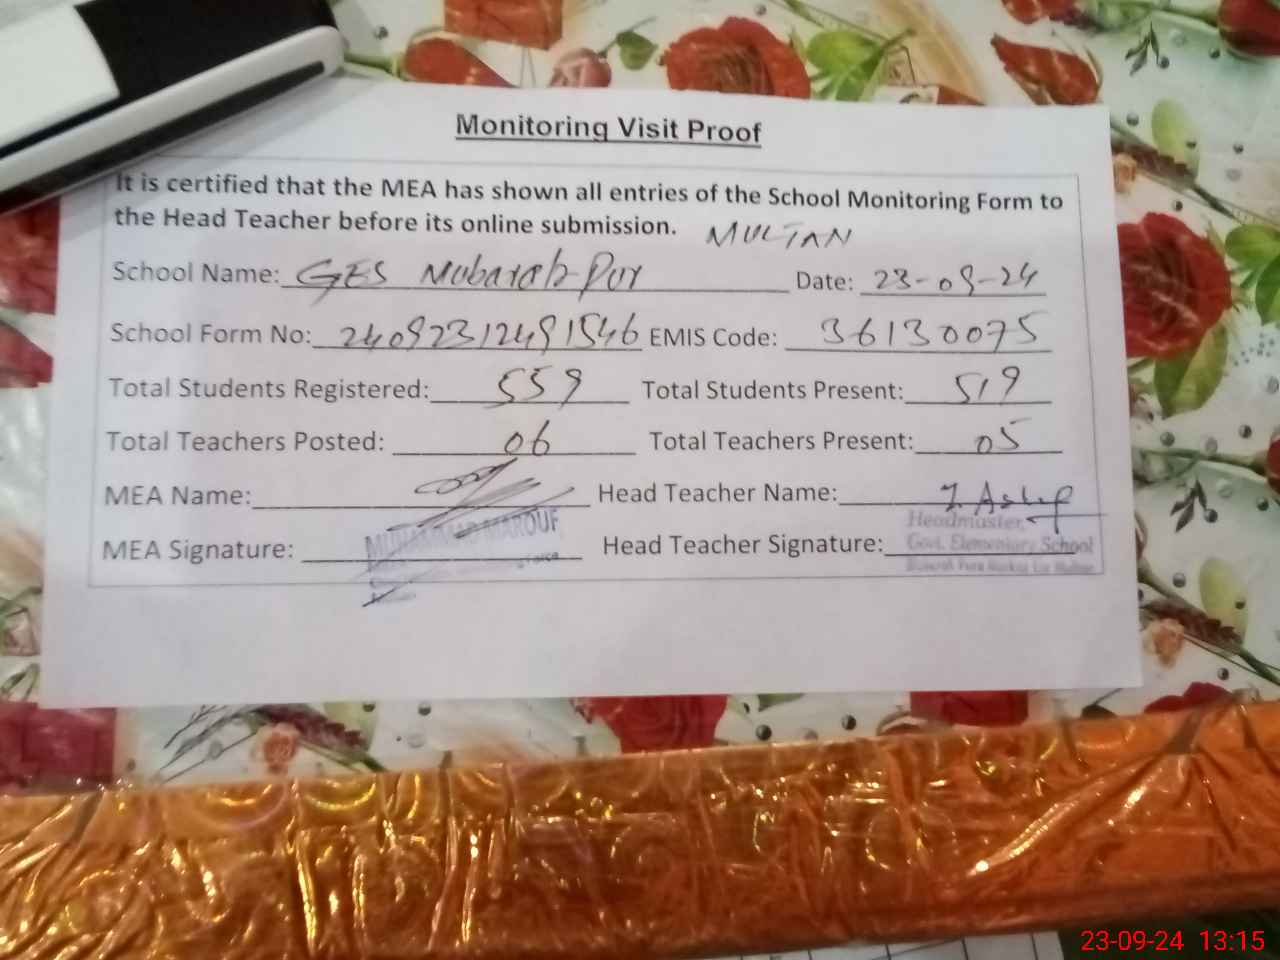 Monitoring Visit Proof
It is certified that the MEA has shown all entries of the School Monitoring Form to
the Head Teacher before its online submission. MULTAN
School Name: GES Mubarak Pur Date: 23-09-24
School Form No: 24092312491546 EMIS Code: 36130075
Total Students Registered: 559 Total Students Present: 519
Total Teachers Posted: 06 Total Teachers Present: 05
MEA Name: Head Teacher Name:
MEA Signature: MUHAMMAD MAROUF Head Teacher Signature:
Headmaster,
Govt. Elementary School
23-09-24 13:15